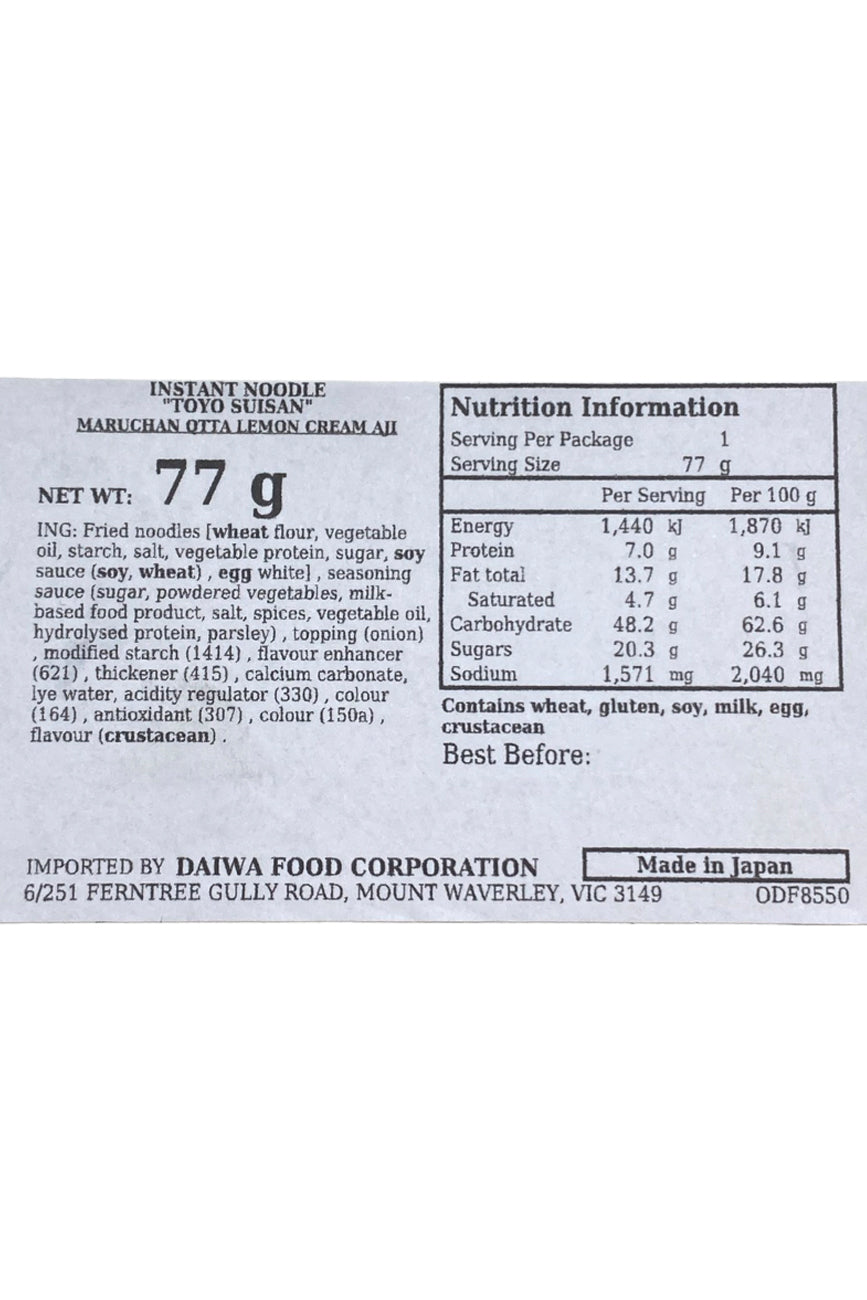 INSTANT NOODLE
"TOYO SUISAN"
MARUCHAN QTTA LEMON CREAM AJI
NET WT: 77 g
ING: Fried noodles [wheat flour, vegetable
oil, starch, salt, vegetable protein, sugar, soy
sauce (soy, wheat) , egg white] , seasoning
sauce (sugar, powdered vegetables, milk-
based food product, salt, spices, vegetable oil,
hydrolysed protein, parsley) , topping (onion)
, modified starch (1414) , flavour enhancer
(621) , thickener (415) , calcium carbonate,
lye water, acidity regulator (330) , colour
(164) , antioxidant (307) , colour (150a) ,
flavour (crustacean) .
Nutrition Information
Serving Per Package 1
Serving Size 77 g
Per Serving Per 100 g
Energy 1,440 kJ 1,870 kJ
Protein 7.0 g 9.1 g
Fat total 13.7 g 17.8 g
Saturated 4.7 g 6.1 g
Carbohydrate 48.2 g 62.6 g
Sugars 20.3 g 26.3 g
Sodium 1,571 mg 2,040 mg
Contains wheat, gluten, soy, milk, egg,
crustacean
Best Before:
IMPORTED BY DAIWA FOOD CORPORATION
6/251 FERNTREE GULLY ROAD, MOUNT WAVERLEY, VIC 3149
Made in Japan
ODF8550